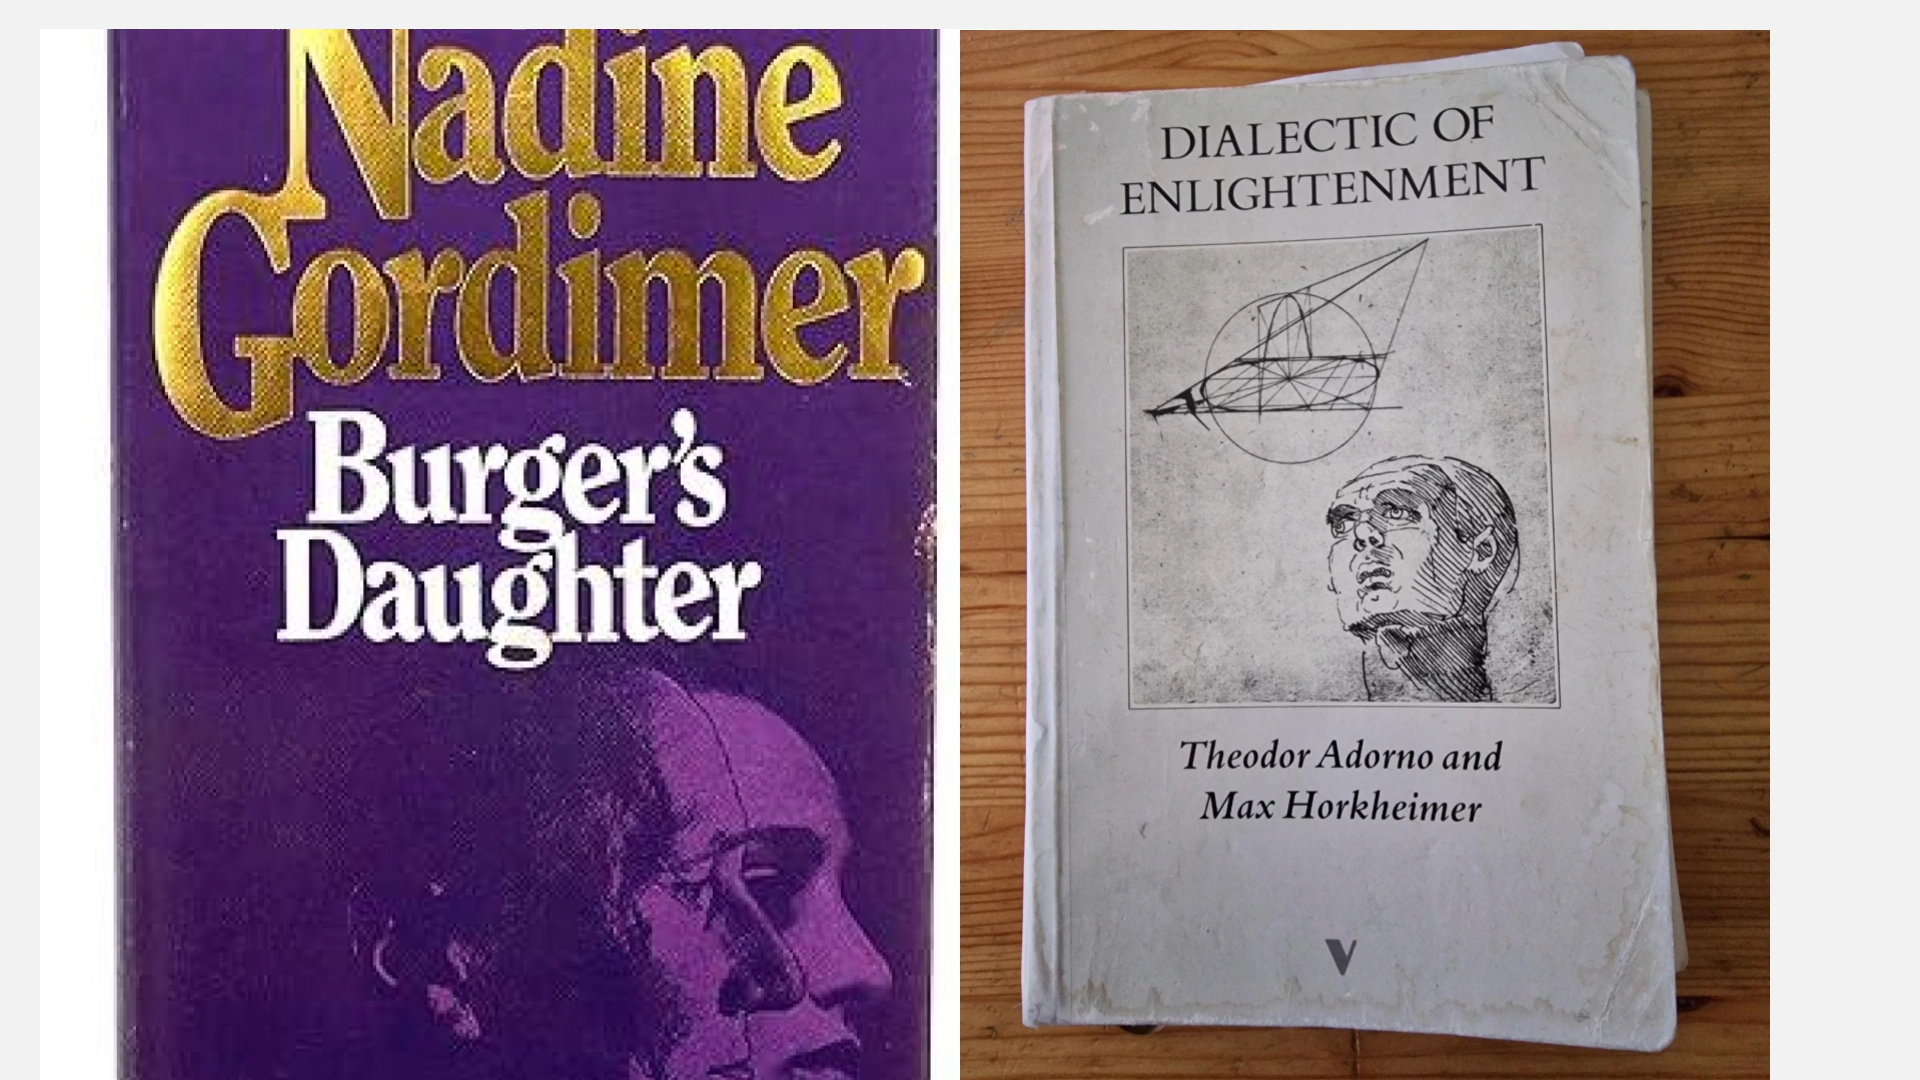 Nadine
Gordimer
Burger's
Daughter
DIALECTIC OF
ENLIGHTENMENT
Theodor Adorno and
Max Horkheimer
V